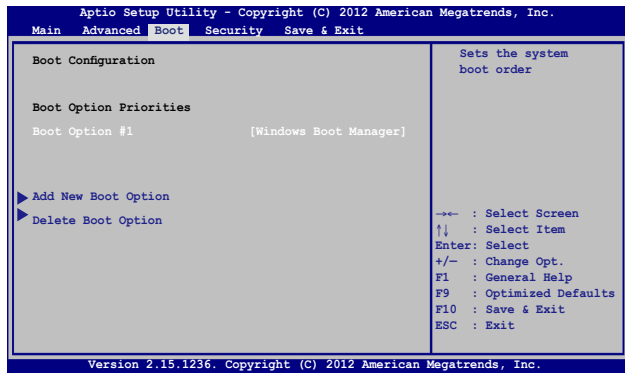 Aptio Setup Utility - Copyright (C) 2012 American Megatrends, Inc.
Main Advanced Boot Security Save & Exit
Boot Configuration
Boot Option Priorities
Boot Option #1 [Windows Boot Manager]
Add New Boot Option
Delete Boot Option
Sets the system
boot order
→← : Select Screen
↑↓ : Select Item
Enter: Select
+/— : Change Opt.
F1 : General Help
F9 : Optimized Defaults
F10 : Save & Exit
ESC : Exit
Version 2.15.1236. Copyright (C) 2012 American Megatrends, Inc.